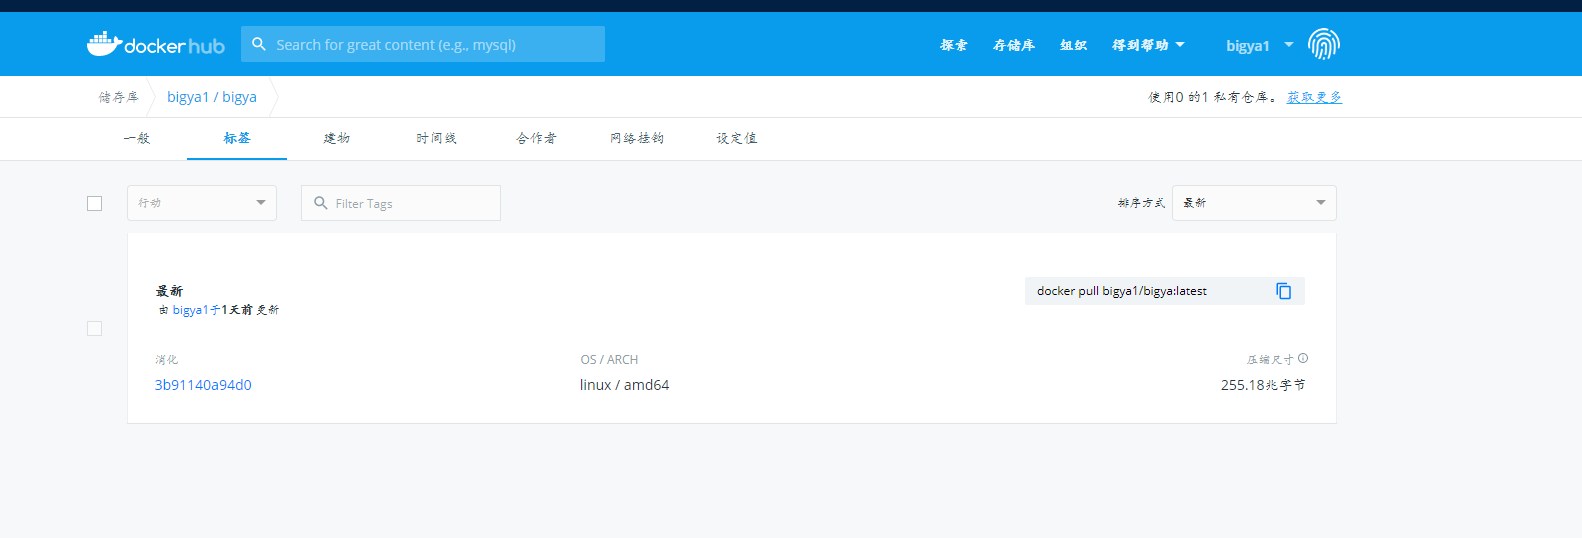 docker hub
Search for great content (e.g., mysql)
探索 存储库 组织 得到帮助 bigya1
储存库 bigya1 / bigya 使用0 的1 私有仓库。 获取更多
一般 标签 建物 时间线 合作者 网络挂钩 设定值
行动 Filter Tags 排序方式 最新
最新 docker pull bigya1/bigya:latest
由 bigya1于1天前更新
消化 OS / ARCH 压缩尺寸
3b91140a94d0 linux / amd64 255.18兆字节